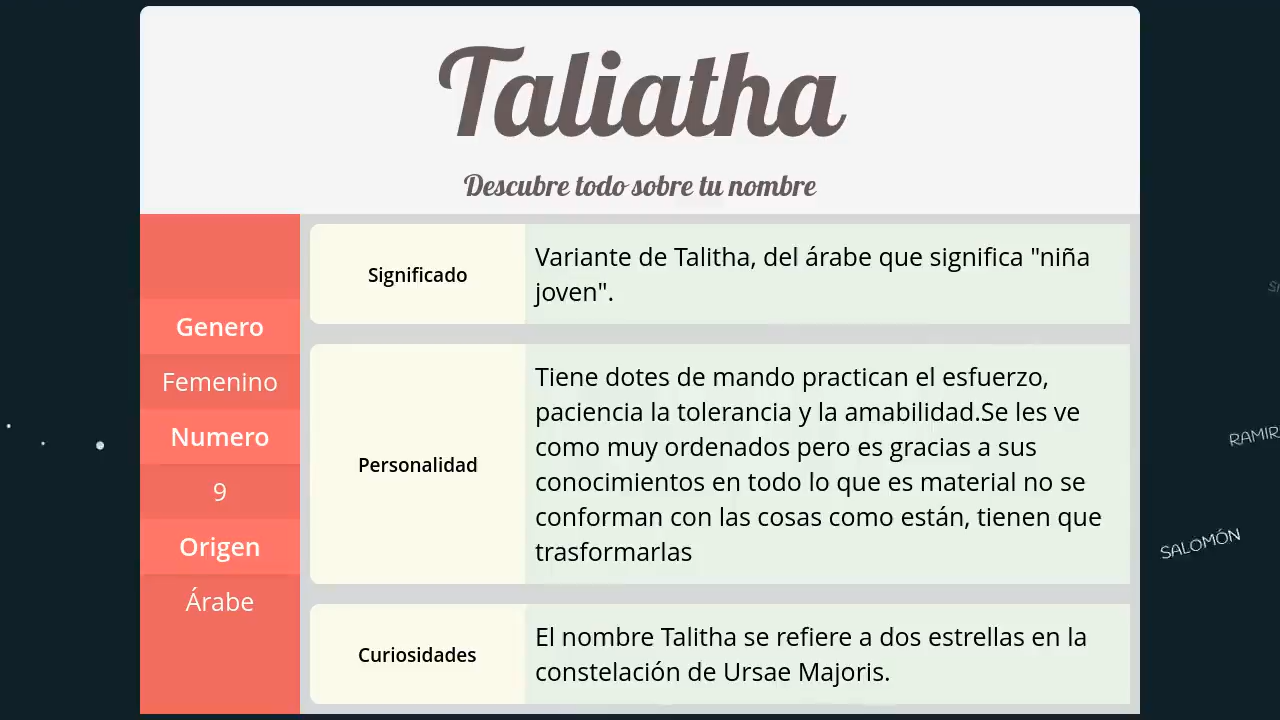 Taliatha
Descubre todo sobre tu nombre
Genero
Femenino
Numero
9
Origen
Árabe
Significado
Variante de Talitha, del árabe que significa "niña
joven".
Personalidad
Tiene dotes de mando practican el esfuerzo,
paciencia la tolerancia y la amabilidad.Se les ve
como muy ordenados pero es gracias a sus
conocimientos en todo lo que es material no se
conforman con las cosas como están, tienen que
trasformarlas
Curiosidades
El nombre Talitha se refiere a dos estrellas en la
constelación de Ursae Majoris.
RAMIR
SALOMÓN